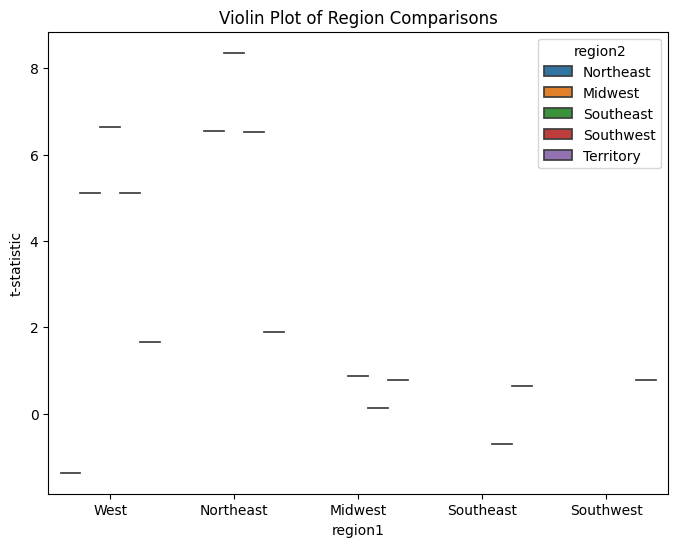 Violin Plot of Region Comparisons
region2
Northeast
Midwest
Southeast
Southwest
Territory
8
6
4
2
0
t-statistic
West Northeast Midwest Southeast Southwest
region1